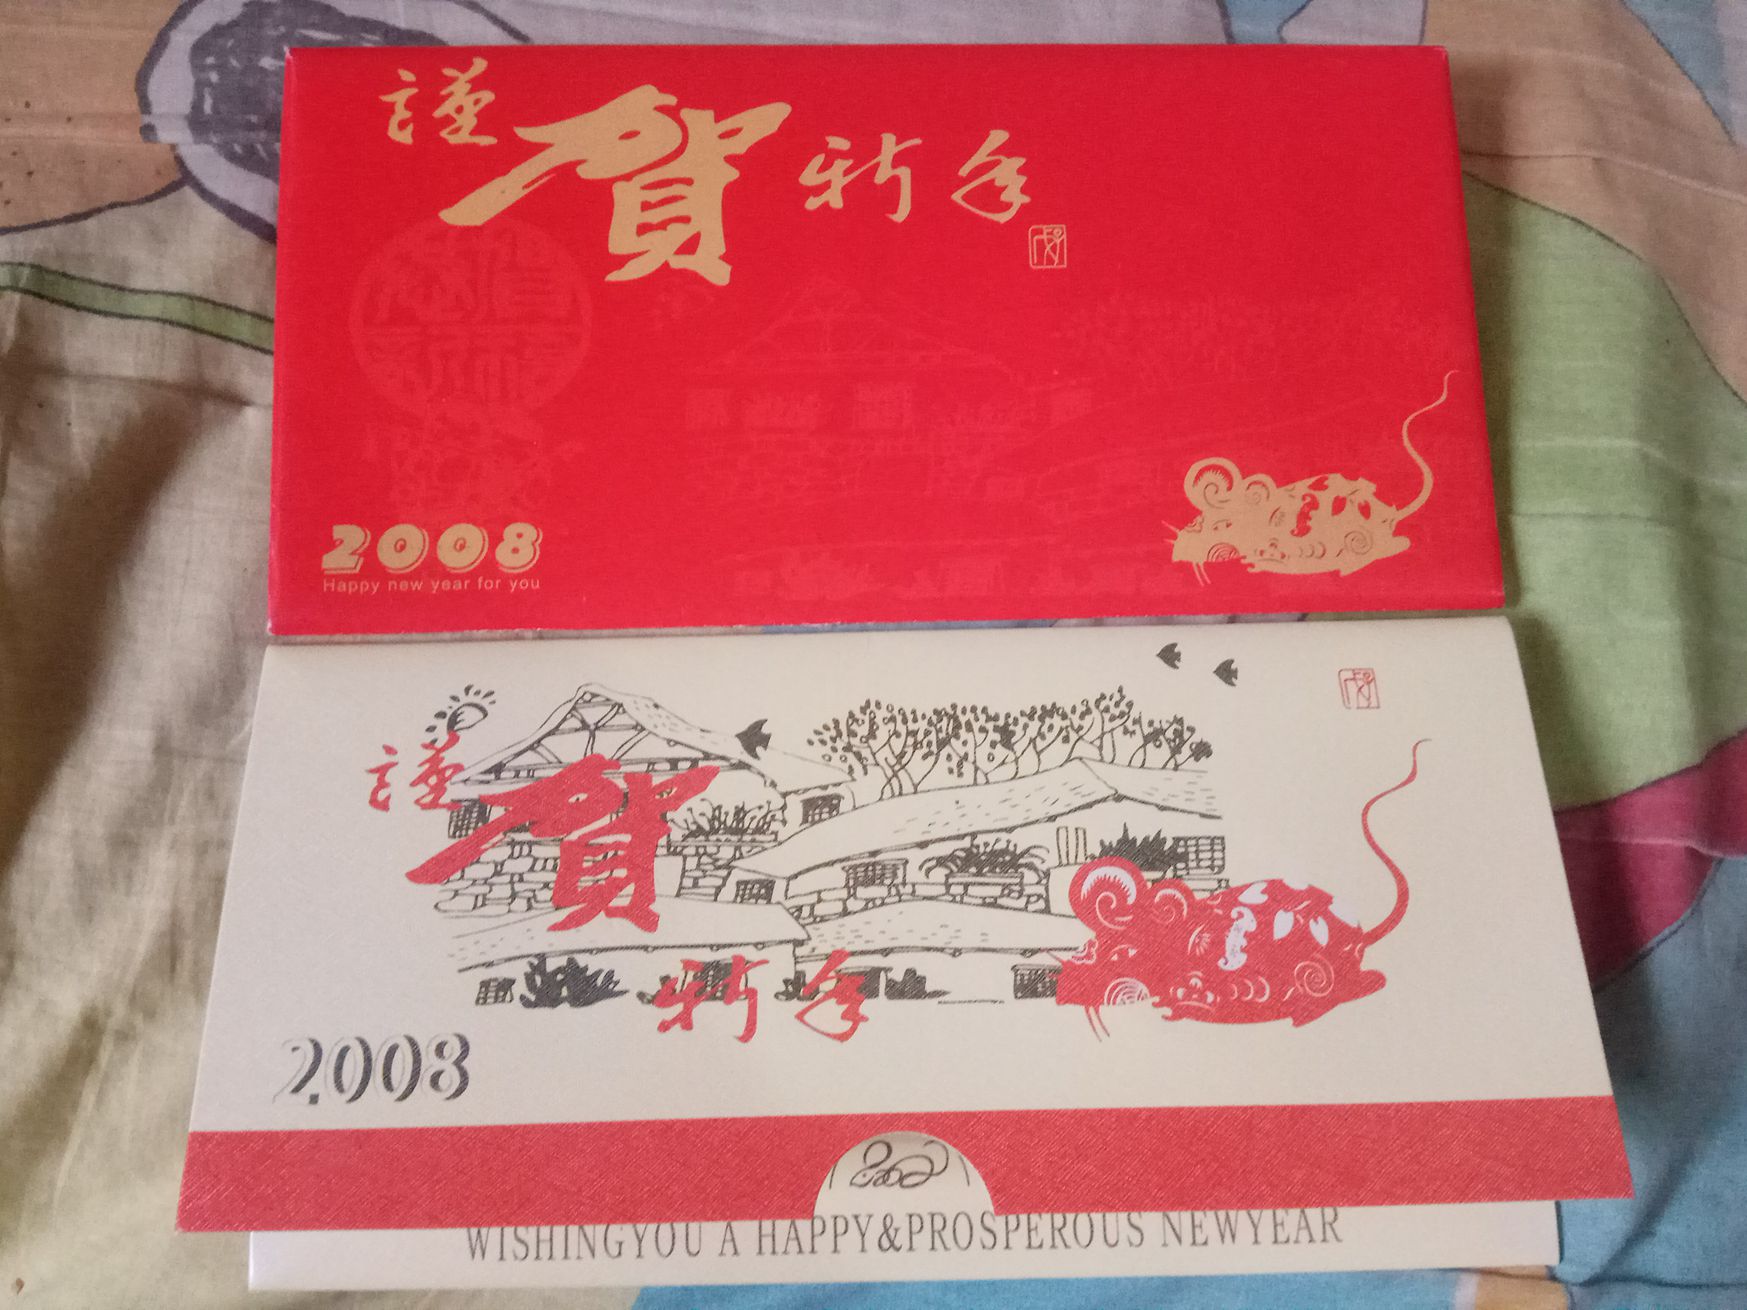 謹賀新年
2008
Happy new year for you
謹賀
新年
2008
WISHINGYOU A HAPPY&PROSPEROUS NEWYEAR